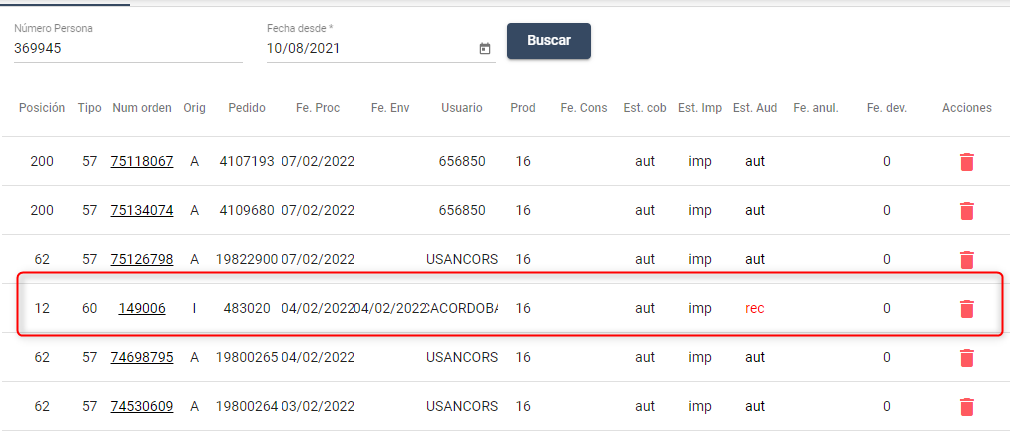 Número Persona Fecha desde *
369945 10/08/2021 Buscar
Posición Tipo Num orden Orig Pedido Fe. Proc Fe. Env Usuario Prod Fe. Cons Est. cob Est. Imp Est. Aud Fe. anul. Fe. dev. Acciones
200 57 75118067 A 4107193 07/02/2022 656850 16 aut imp aut 0
200 57 75134074 A 4109680 07/02/2022 656850 16 aut imp aut 0
62 57 75126798 A 19822900 07/02/2022 USANCORS 16 aut imp aut 0
12 60 149006 I 483020 04/02/2022 04/02/2022 CACORDOBA 16 aut imp rec 0
62 57 74698795 A 19800265 04/02/2022 USANCORS 16 aut imp aut 0
62 57 74530609 A 19800264 03/02/2022 USANCORS 16 aut imp aut 0